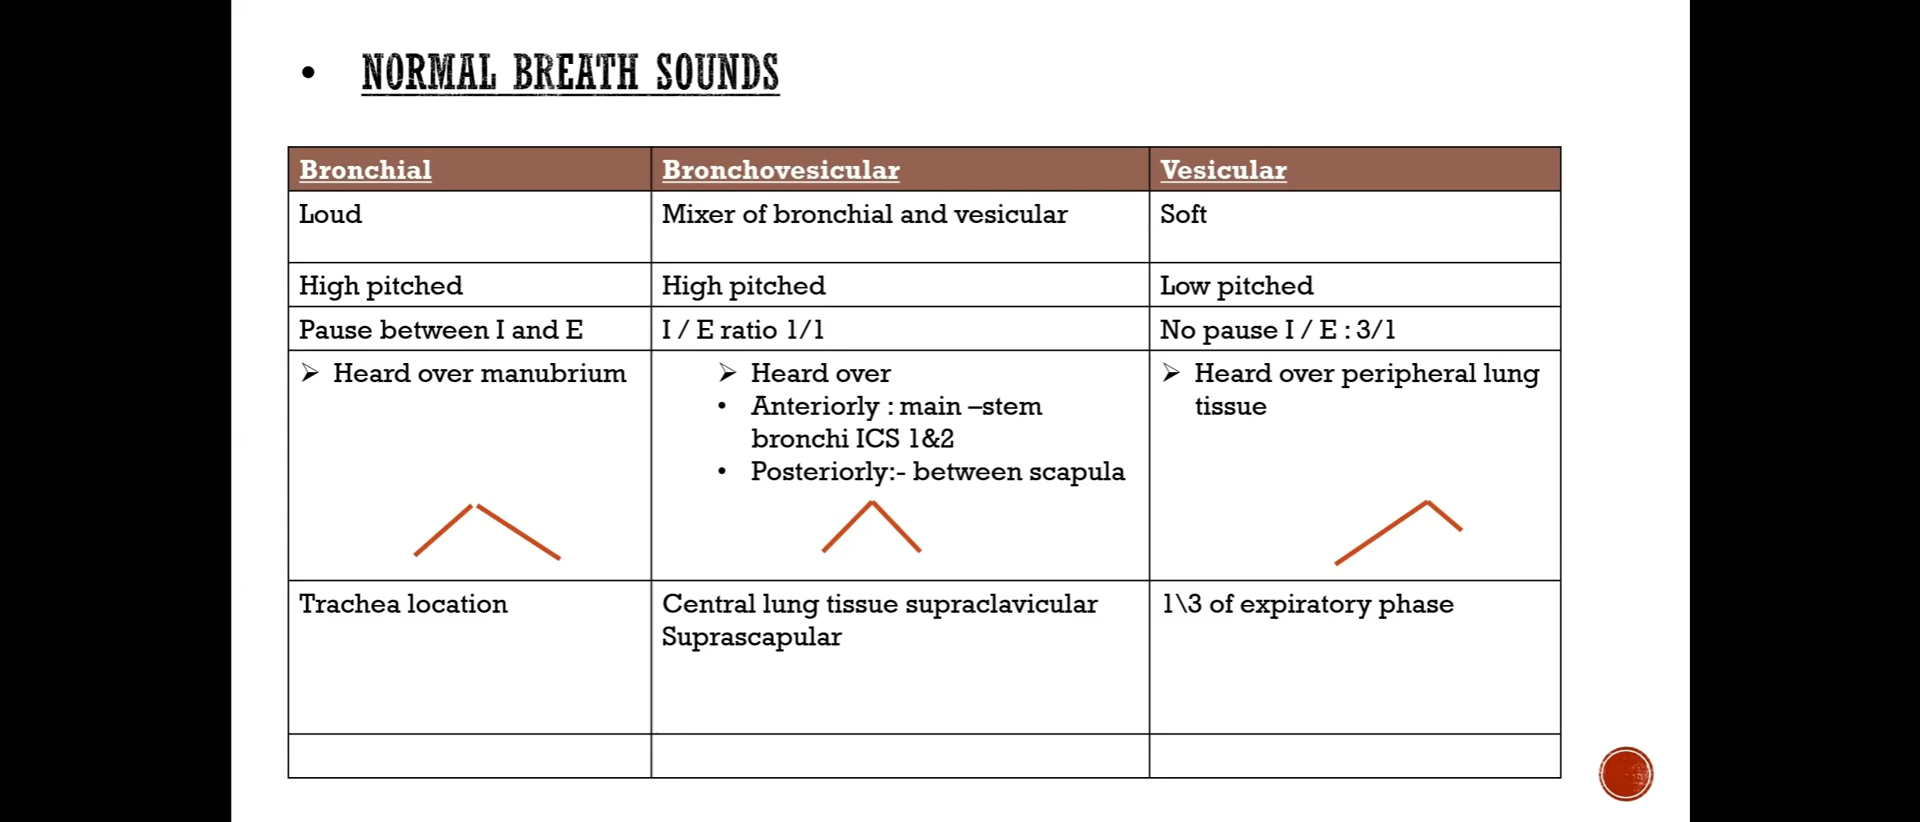 • NORMAL BREATH SOUNDS
Bronchial
Bronchovesicular
Vesicular
Loud
Mixer of bronchial and vesicular
Soft
High pitched
High pitched
Low pitched
Pause between I and E
I / E ratio 1/1
No pause I / E : 3/1
➢ Heard over manubrium
➢ Heard over
• Anteriorly : main –stem
bronchi ICS 1&2
• Posteriorly:- between scapula
➢ Heard over peripheral lung
tissue
Trachea location
Central lung tissue supraclavicular
Suprascapular
1\3 of expiratory phase